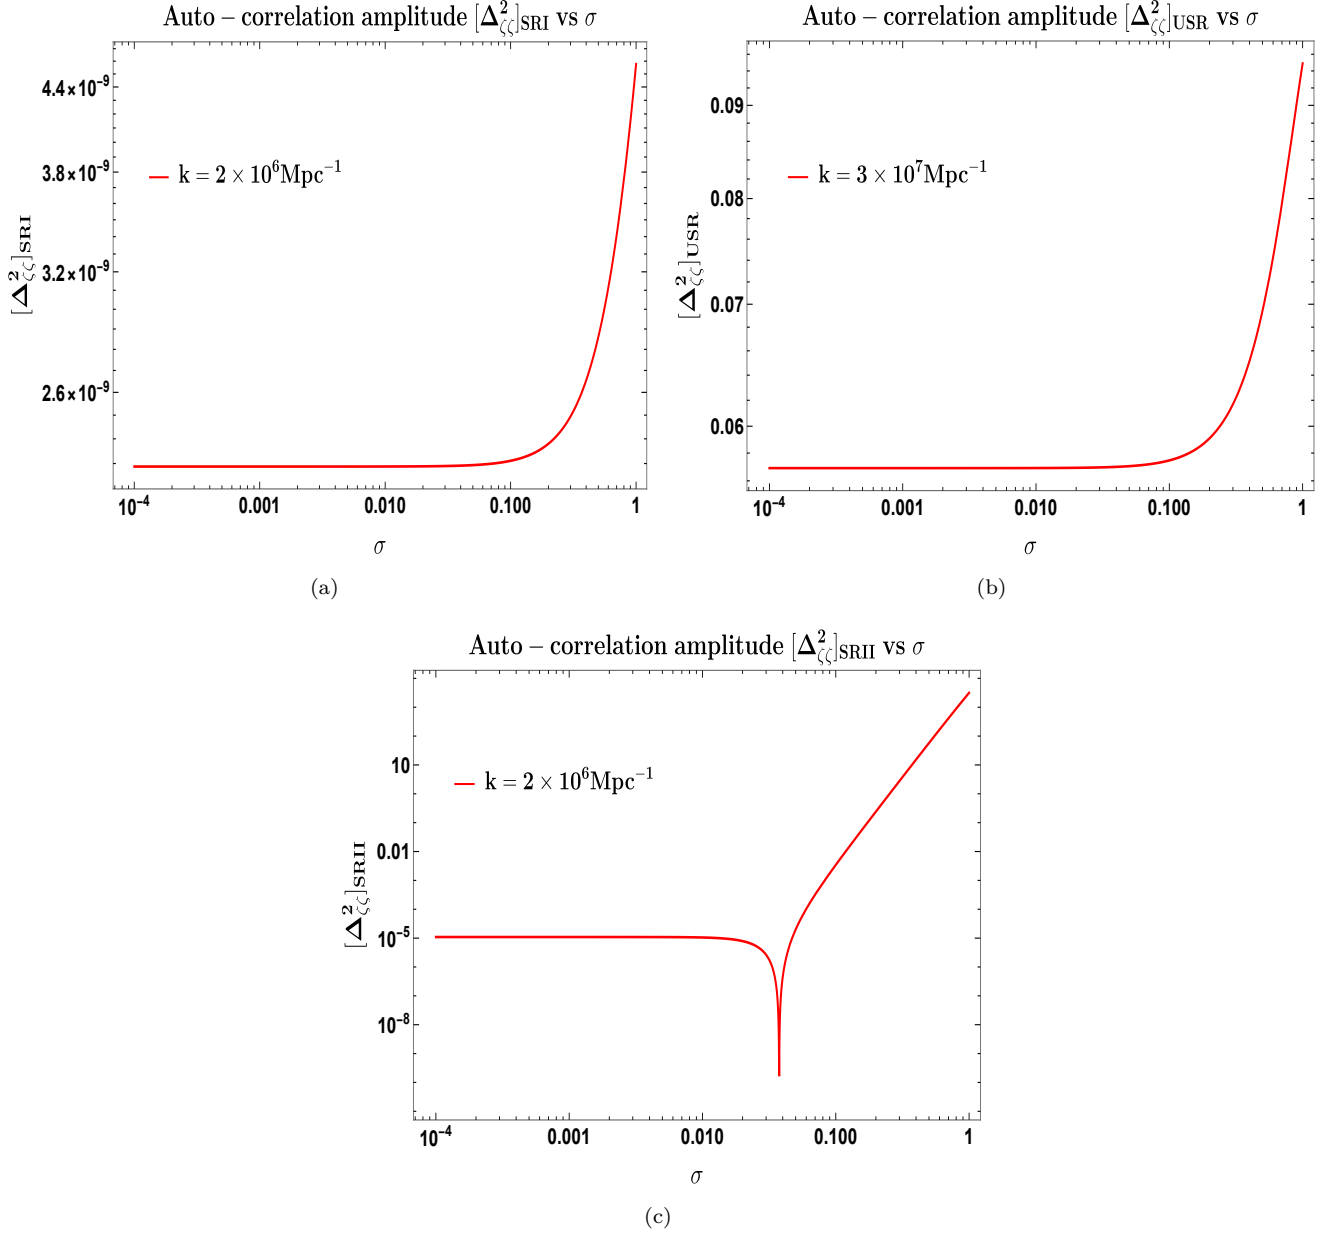 Auto – correlation amplitude [Δ²ζζ]SRI vs σ
[Δ²ζζ]SRI
4.4×10⁻⁹
3.8×10⁻⁹
3.2×10⁻⁹
2.6×10⁻⁹
k = 2 × 10⁶Mpc⁻¹
10⁻⁴ 0.001 0.010 0.100 1
σ
(a)
Auto – correlation amplitude [Δ²ζζ]USR vs σ
[Δ²ζζ]USR
0.09
0.08
0.07
0.06
k = 3 × 10⁷Mpc⁻¹
10⁻⁴ 0.001 0.010 0.100 1
σ
(b)
Auto – correlation amplitude [Δ²ζζ]SRII vs σ
[Δ²ζζ]SRII
10
0.01
10⁻⁵
10⁻⁸
k = 2 × 10⁶Mpc⁻¹
10⁻⁴ 0.001 0.010 0.100 1
σ
(c)